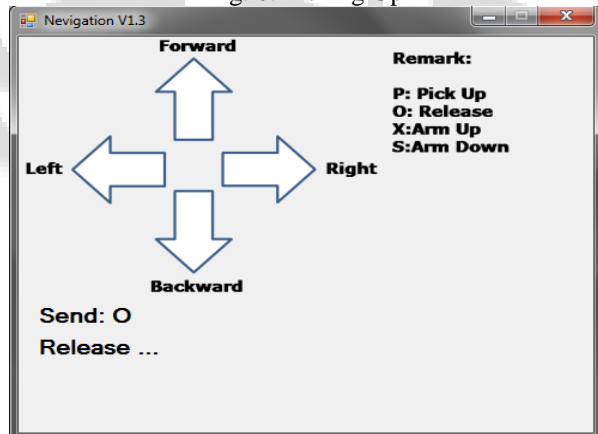 Nevigation V1.3
Forward
Remark:
P: Pick Up
O: Release
X:Arm Up
S:Arm Down
Left
Right
Backward
Send: O
Release ...